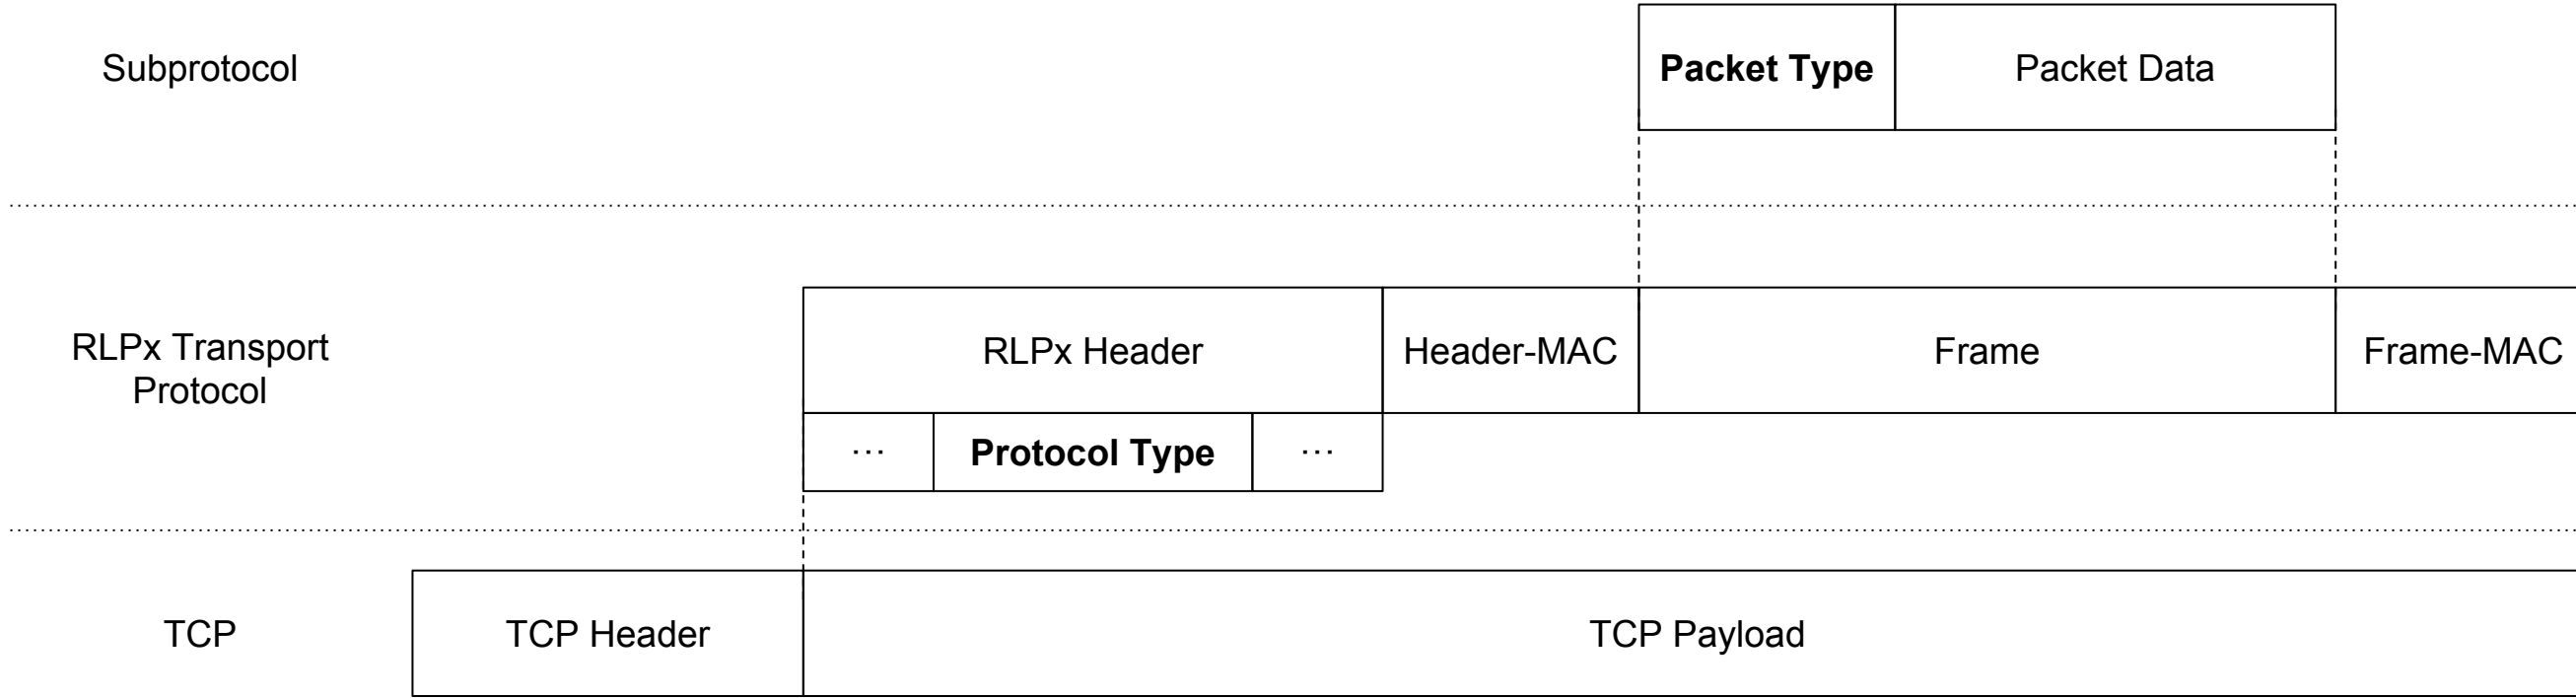 Subprotocol
Packet Type
Packet Data
RLPx Transport
Protocol
RLPx Header
Header-MAC
Frame
Frame-MAC
...
Protocol Type
...
TCP
TCP Header
TCP Payload